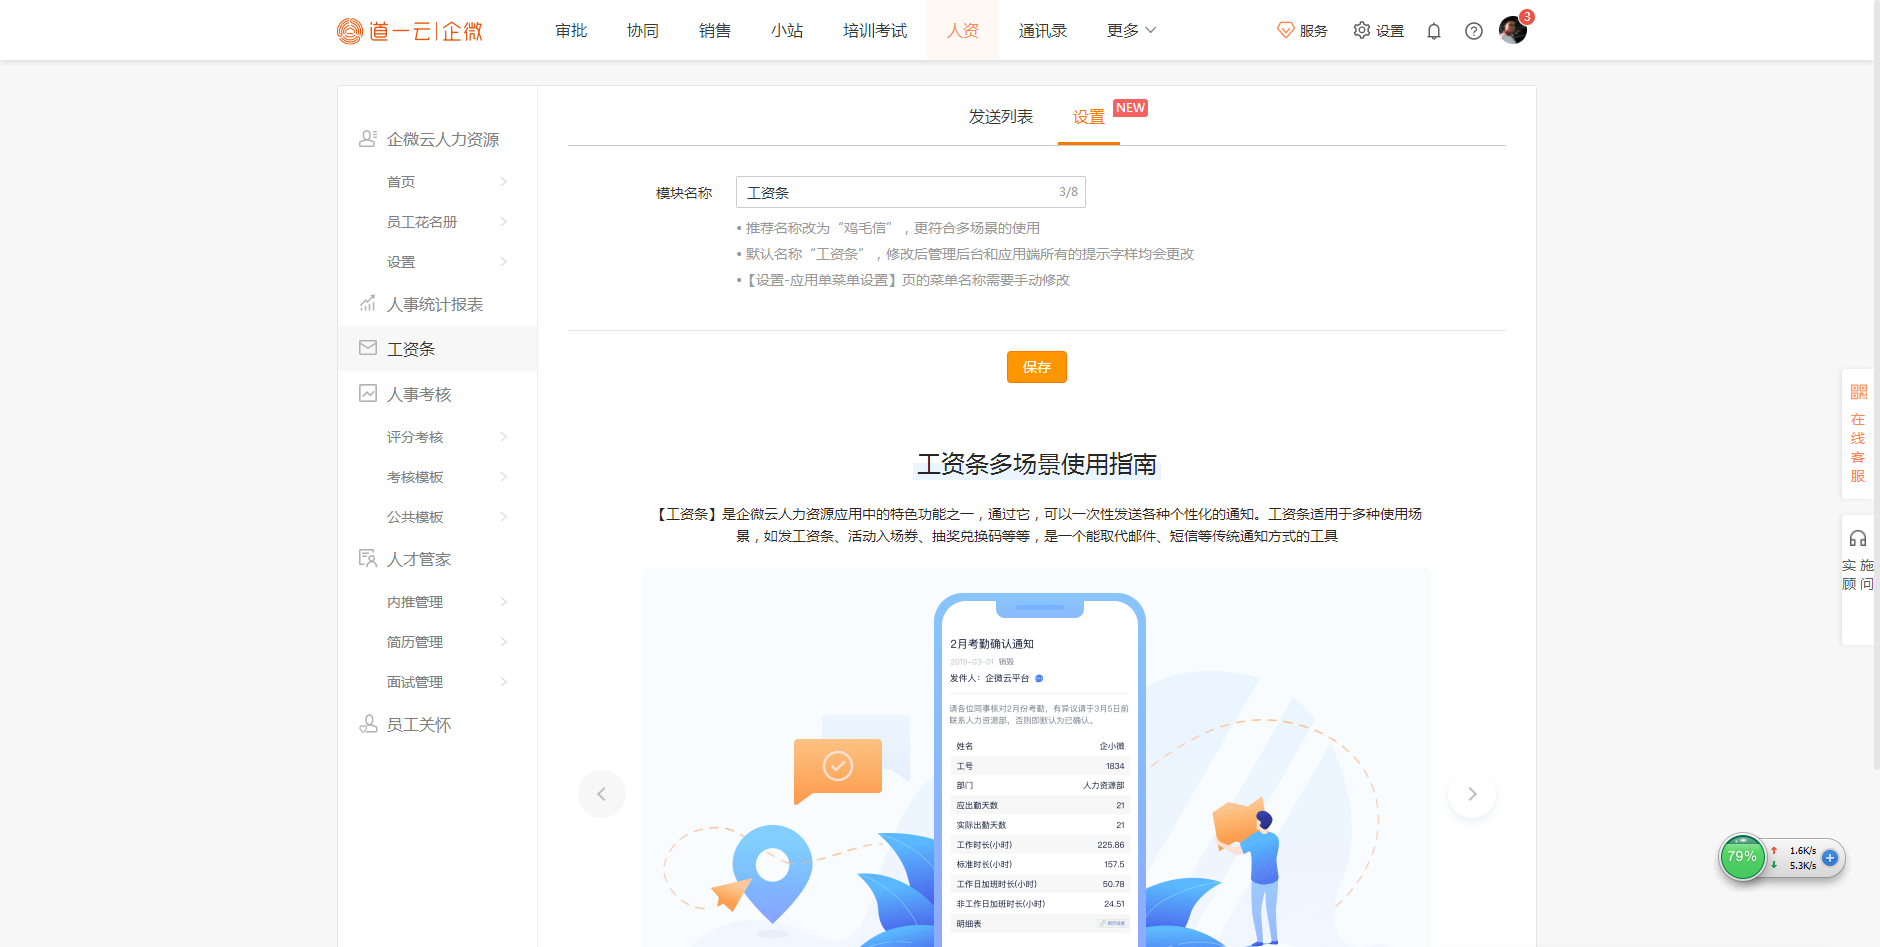 道一云|企微
审批
协同
销售
小站
培训考试
人资
通讯录
更多
服务
设置
3
企微云人力资源
首页
员工花名册
设置
人事统计报表
工资条
人事考核
评分考核
考核模板
公共模板
人才管家
内推管理
简历管理
面试管理
员工关怀
发送列表
设置
NEW
模块名称
工资条
3/8
• 推荐名称改为“鸡毛信”，更符合多场景的使用
• 默认名称“工资条”，修改后管理后台和应用端所有的提示字样均会更改
•【设置-应用单菜单设置】页的菜单名称需要手动修改
保存
工资条多场景使用指南
【工资条】是企微云人力资源应用中的特色功能之一，通过它，可以一次性发送各种个性化的通知。工资条适用于多种使用场
景，如发工资条、活动入场券、抽奖兑换码等等，是一个能取代邮件、短信等传统通知方式的工具
2月考勤确认通知
2019-03-01 销毁
发件人：企微云平台
请各位同事核对2月份考勤，有异议请于3月5日前
联系人力资源部，否则即默认为已确认。
姓名 企小微
工号 1834
部门 人力资源部
应出勤天数 21
实际出勤天数 21
工作时长(小时) 225.86
标准时长(小时) 157.5
工作日加班时长(小时) 50.78
非工作日加班时长(小时) 24.51
明细表
在线客服
实施
顾问
79%
1.6K/s
5.3K/s